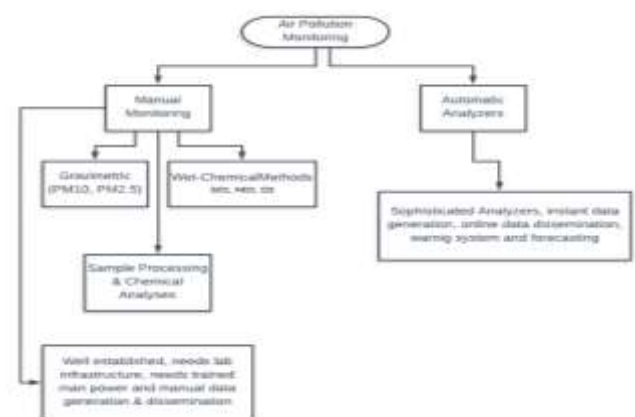 Air Pollution
Monitoring
Manual
Monitoring
Automatic
Analyzers
Gravimetric
(PM10, PM2.5)
Wet-ChemicalMethods
Sophisticated Analyzers, instant data
generation, online data dissemination,
warnig system and forecasting
Sample Processing
& Chemical
Analyses
Well established, needs lab
infrastructure, needs trained
man power and manual data
generation & dissemination